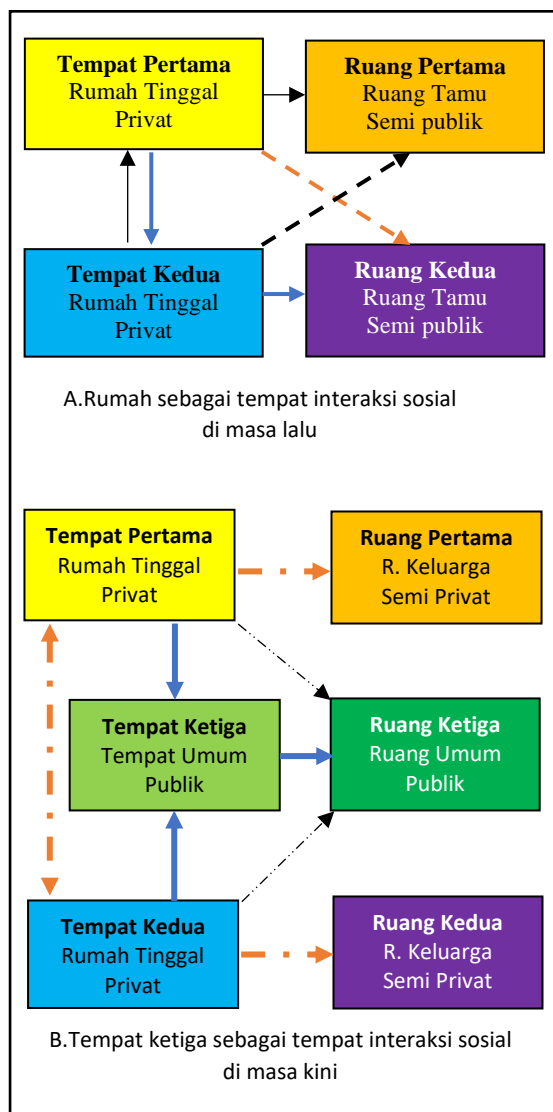 Tempat Pertama
Rumah Tinggal
Privat
Ruang Pertama
Ruang Tamu
Semi publik
Tempat Kedua
Rumah Tinggal
Privat
Ruang Kedua
Ruang Tamu
Semi publik
A.Rumah sebagai tempat interaksi sosial
di masa lalu
Tempat Pertama
Rumah Tinggal
Privat
Ruang Pertama
R. Keluarga
Semi Privat
Tempat Ketiga
Tempat Umum
Publik
Ruang Ketiga
Ruang Umum
Publik
Tempat Kedua
Rumah Tinggal
Privat
Ruang Kedua
R. Keluarga
Semi Privat
B.Tempat ketiga sebagai tempat interaksi sosial
di masa kini